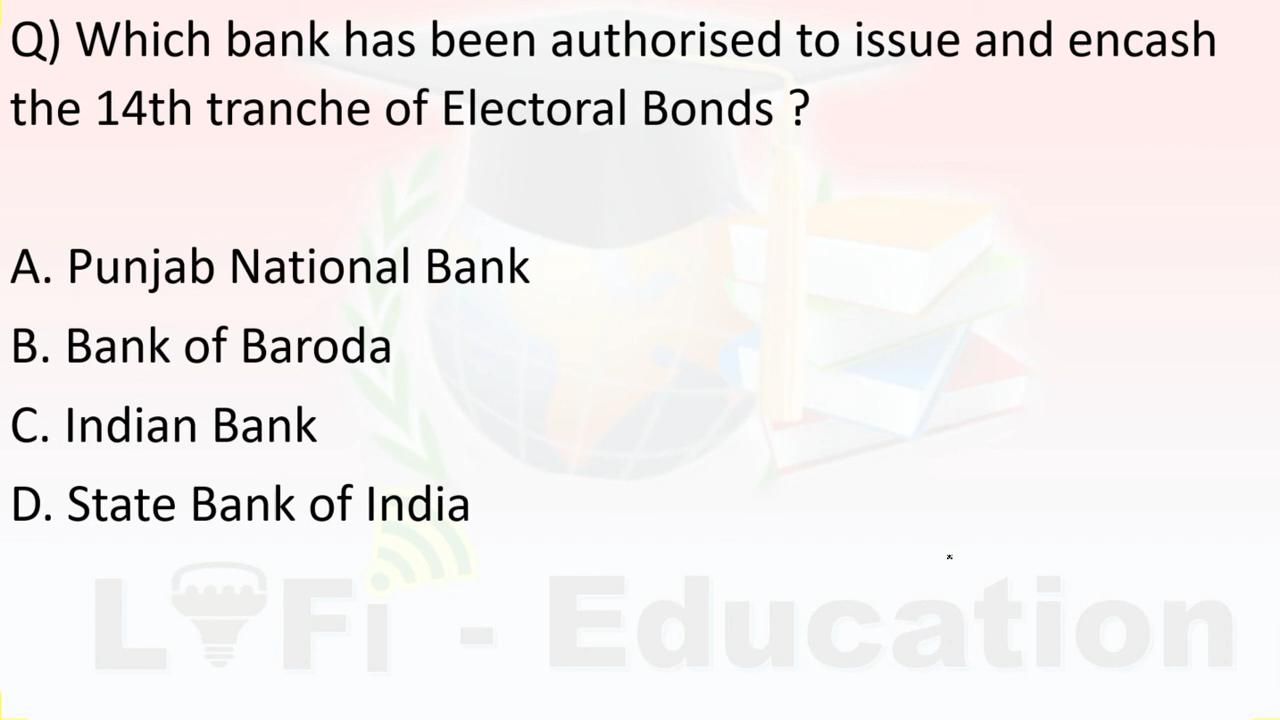 Q) Which bank has been authorised to issue and encash
the 14th tranche of Electoral Bonds ?
A. Punjab National Bank
B. Bank of Baroda
C. Indian Bank
D. State Bank of India
LiFi - Education